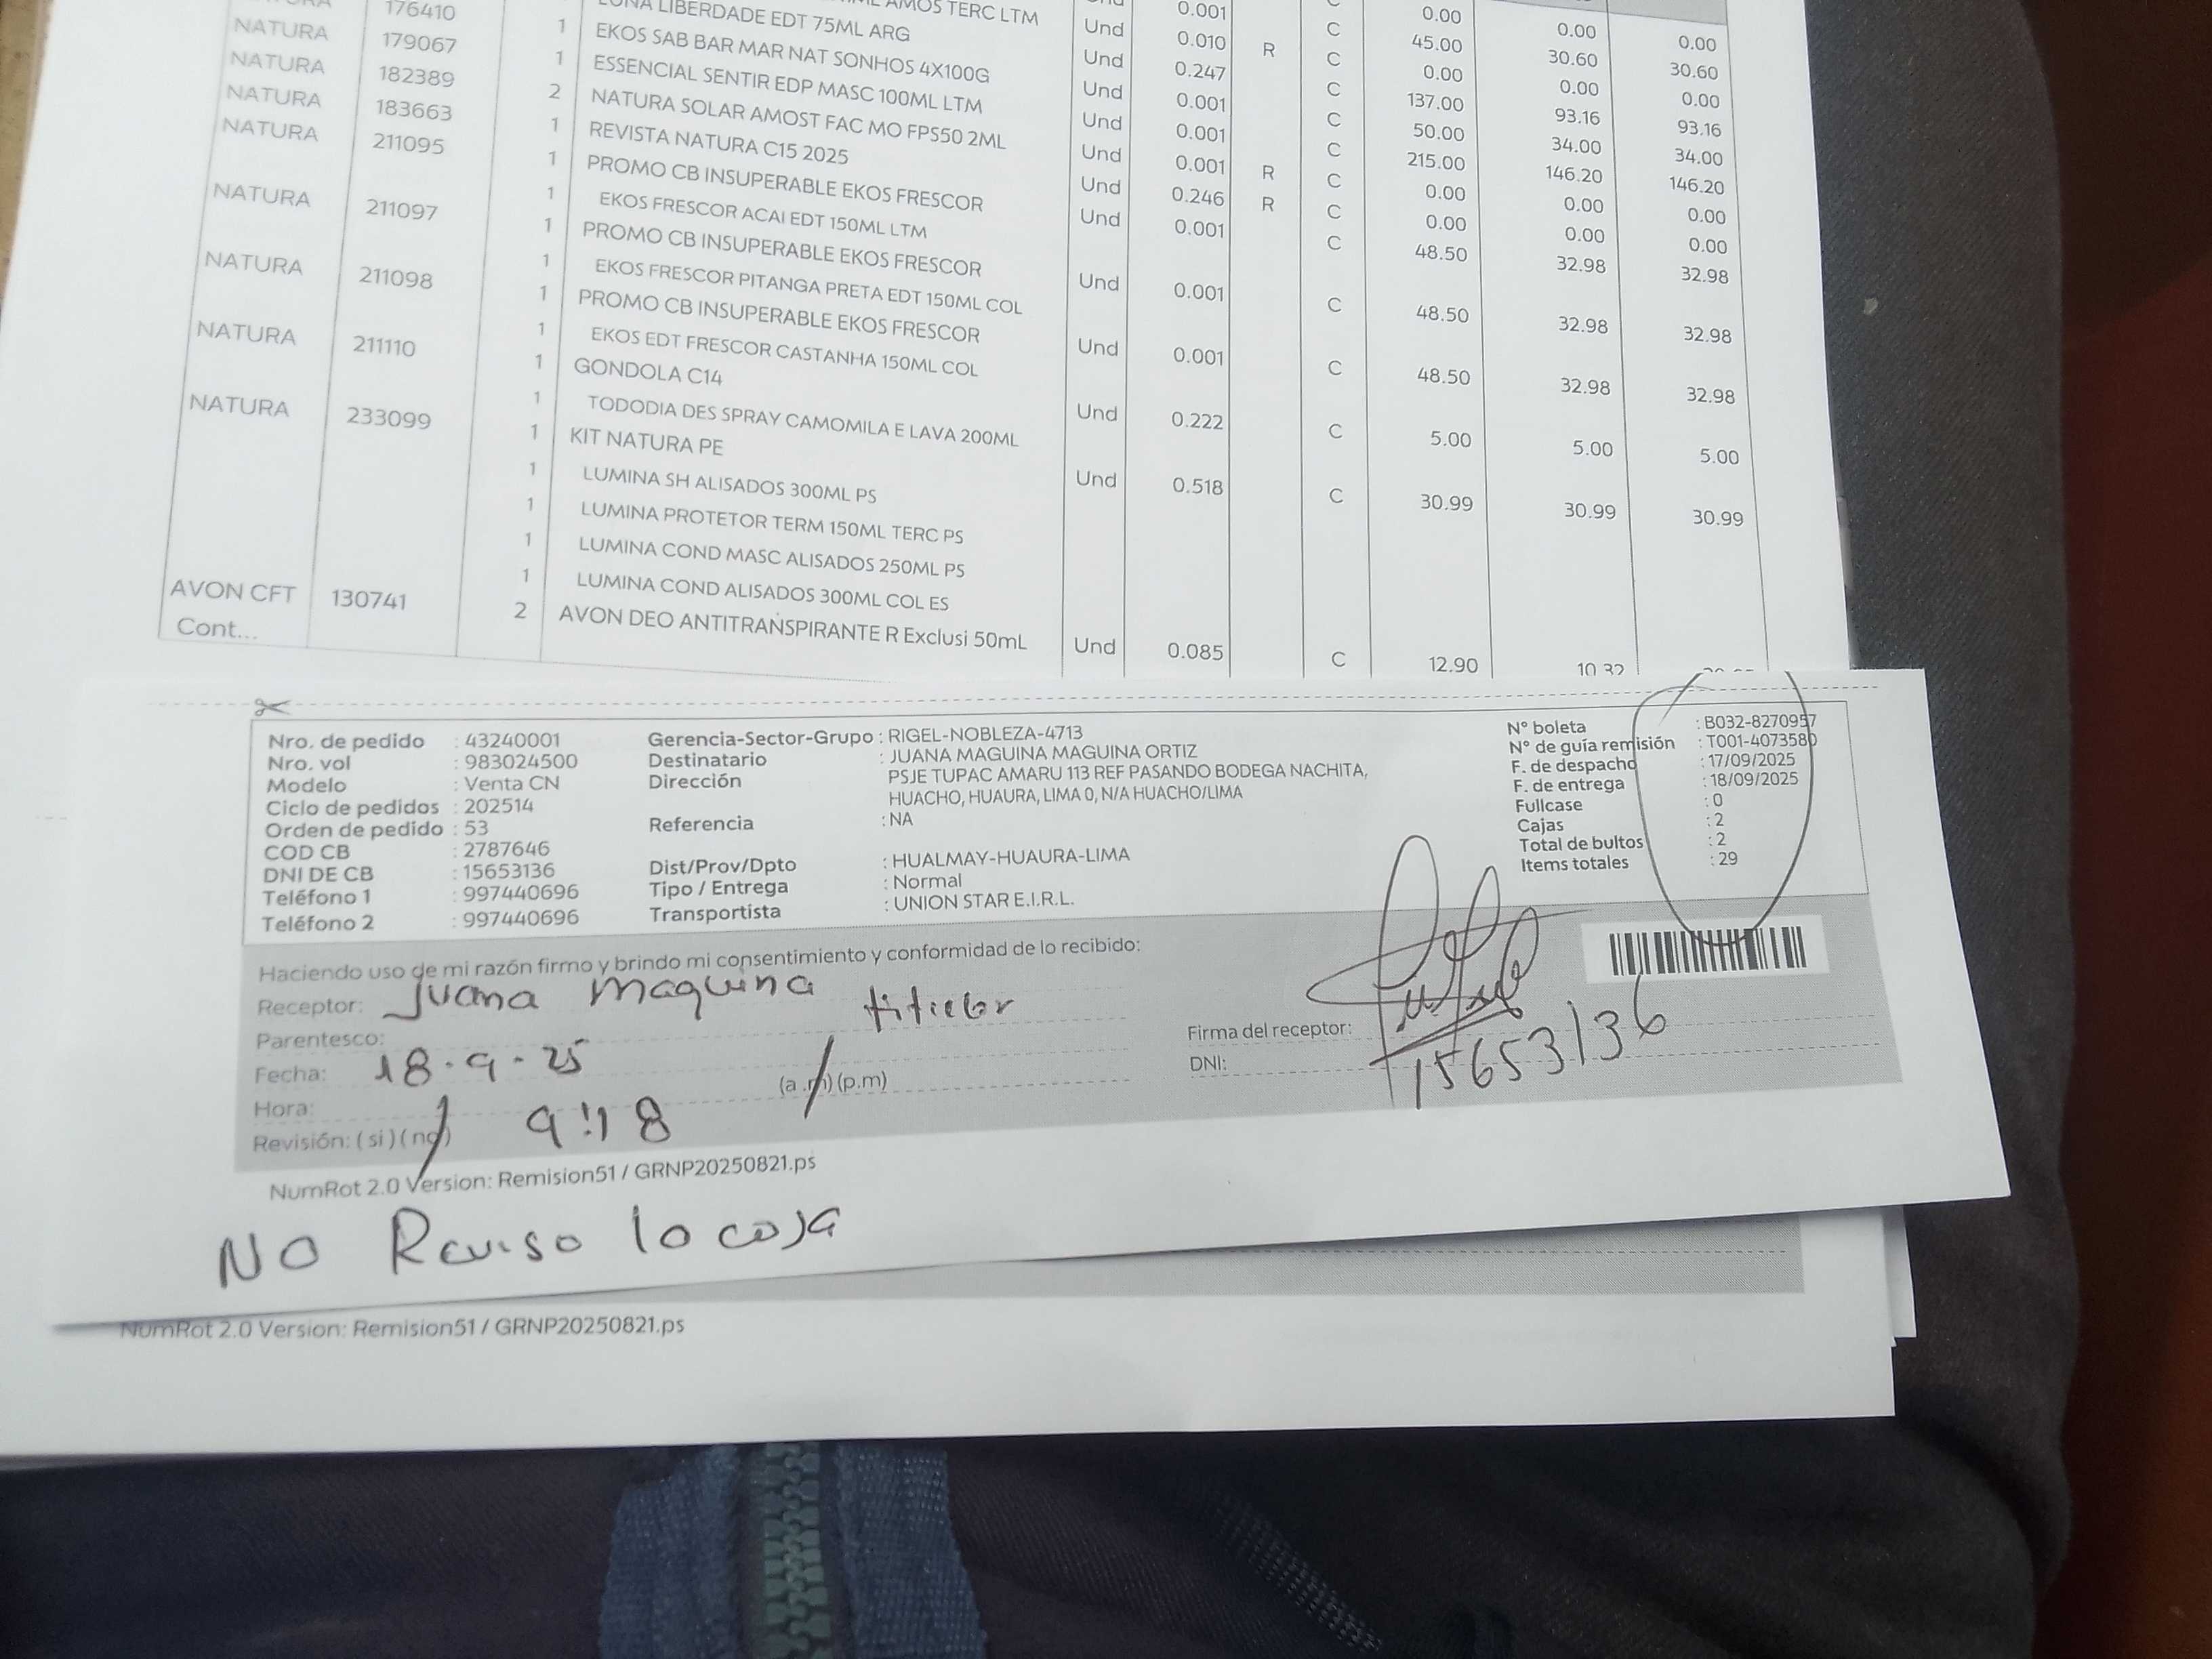 NATURA 176410 AMOS TERC LTM Und 0.001 C 0.00 0.00 0.00
NATURA 179067 1 LUNA LIBERDADE EDT 75ML ARG Und 0.010 R C 45.00 30.60 30.60
NATURA 182389 1 EKOS SAB BAR MAR NAT SONHOS 4X100G Und 0.247 C 0.00 0.00 0.00
NATURA 183663 2 ESSENCIAL SENTIR EDP MASC 100ML LTM Und 0.001 C 137.00 93.16 93.16
NATURA 211095 1 NATURA SOLAR AMOST FAC MO FPS50 2ML Und 0.001 C 50.00 34.00 34.00
1 REVISTA NATURA C15 2025 Und 0.001 R C 215.00 146.20 146.20
1 PROMO CB INSUPERABLE EKOS FRESCOR Und 0.246 R C 0.00 0.00 0.00
NATURA 211097 1 EKOS FRESCOR ACAI EDT 150ML LTM Und 0.001 C 0.00 0.00 0.00
1 PROMO CB INSUPERABLE EKOS FRESCOR 48.50 32.98 32.98
NATURA 211098 1 EKOS FRESCOR PITANGA PRETA EDT 150ML COL Und 0.001 C 48.50 32.98 32.98
1 PROMO CB INSUPERABLE EKOS FRESCOR
NATURA 211110 1 EKOS EDT FRESCOR CASTANHA 150ML COL Und 0.001 C 48.50 32.98 32.98
1 GONDOLA C14
NATURA 233099 1 TODODIA DES SPRAY CAMOMILA E LAVA 200ML Und 0.222 C 5.00 5.00 5.00
1 KIT NATURA PE
1 LUMINA SH ALISADOS 300ML PS Und 0.518 C 30.99 30.99 30.99
1 LUMINA PROTETOR TERM 150ML TERC PS
1 LUMINA COND MASC ALISADOS 250ML PS
1 LUMINA COND ALISADOS 300ML COL ES
AVON CFT 130741 2 AVON DEO ANTITRANSPIRANTE R Exclusi 50mL Und 0.085 C 12.90 10.32
Cont...
Nro. de pedido : 43240001 Gerencia-Sector-Grupo : RIGEL-NOBLEZA-4713 N° boleta : B032-8270957
Nro. vol : 983024500 Destinatario : JUANA MAGUINA MAGUINA ORTIZ N° de guía remisión : T001-4073580
Modelo : Venta CN Dirección PSJE TUPAC AMARU 113 REF PASANDO BODEGA NACHITA, F. de despacho : 17/09/2025
Ciclo de pedidos : 202514 HUACHO, HUAURA, LIMA 0, N/A HUACHO/LIMA F. de entrega : 18/09/2025
Orden de pedido : 53 Referencia : NA Fullcase : 0
COD CB : 2787646 Cajas : 2
DNI DE CB : 15653136 Dist/Prov/Dpto : HUALMAY-HUAURA-LIMA Total de bultos : 2
Teléfono 1 : 997440696 Tipo / Entrega : Normal Items totales : 29
Teléfono 2 : 997440696 Transportista : UNION STAR E.I.R.L.
Haciendo uso de mi razón firmo y brindo mi consentimiento y conformidad de lo recibido:
Receptor: Juana Maquina
Parentesco: titular
Fecha: 18.9.25
Hora: (a.m) (p.m)
Revisión: (si) (no) 9:18
Firma del receptor:
DNI: 15653136
NumRot 2.0 Version: Remision51 / GRNP20250821.ps
NO Reviso lo caja
NumRot 2.0 Version: Remision51 / GRNP20250821.ps